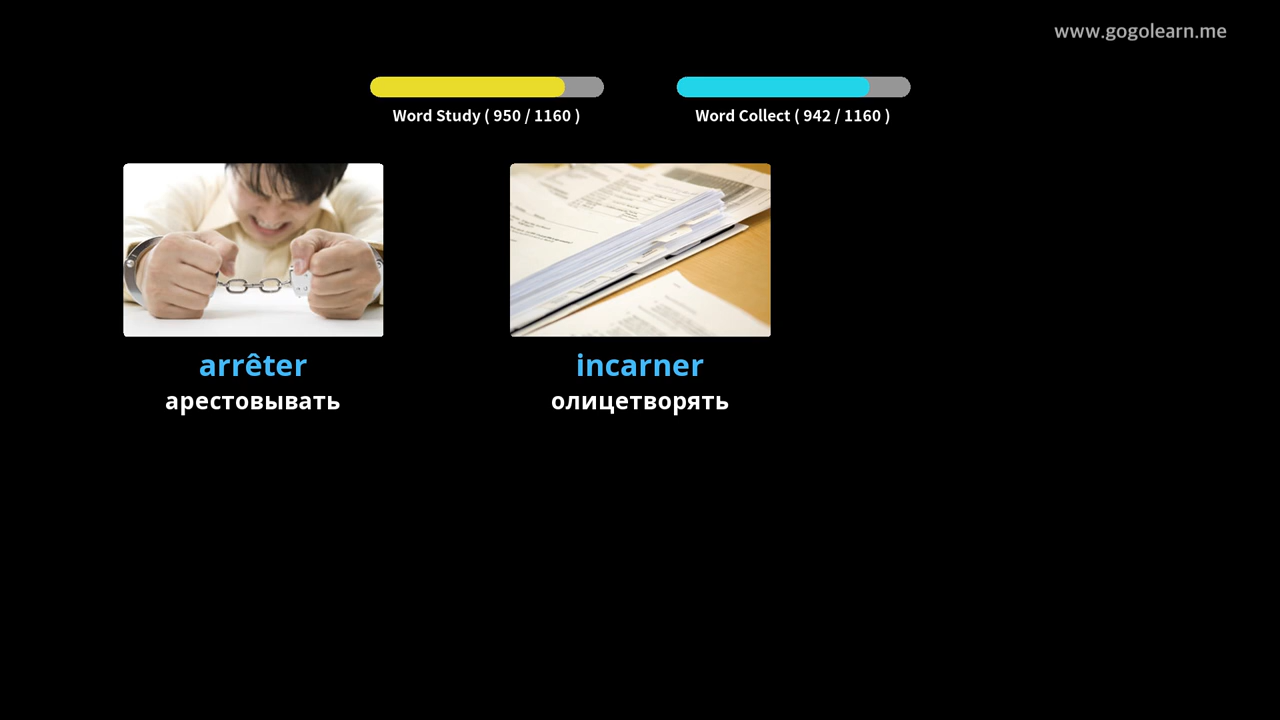 www.gogolearn.me
Word Study ( 950 / 1160 )
Word Collect ( 942 / 1160 )
arrêter
арестовывать
incarner
олицетворять